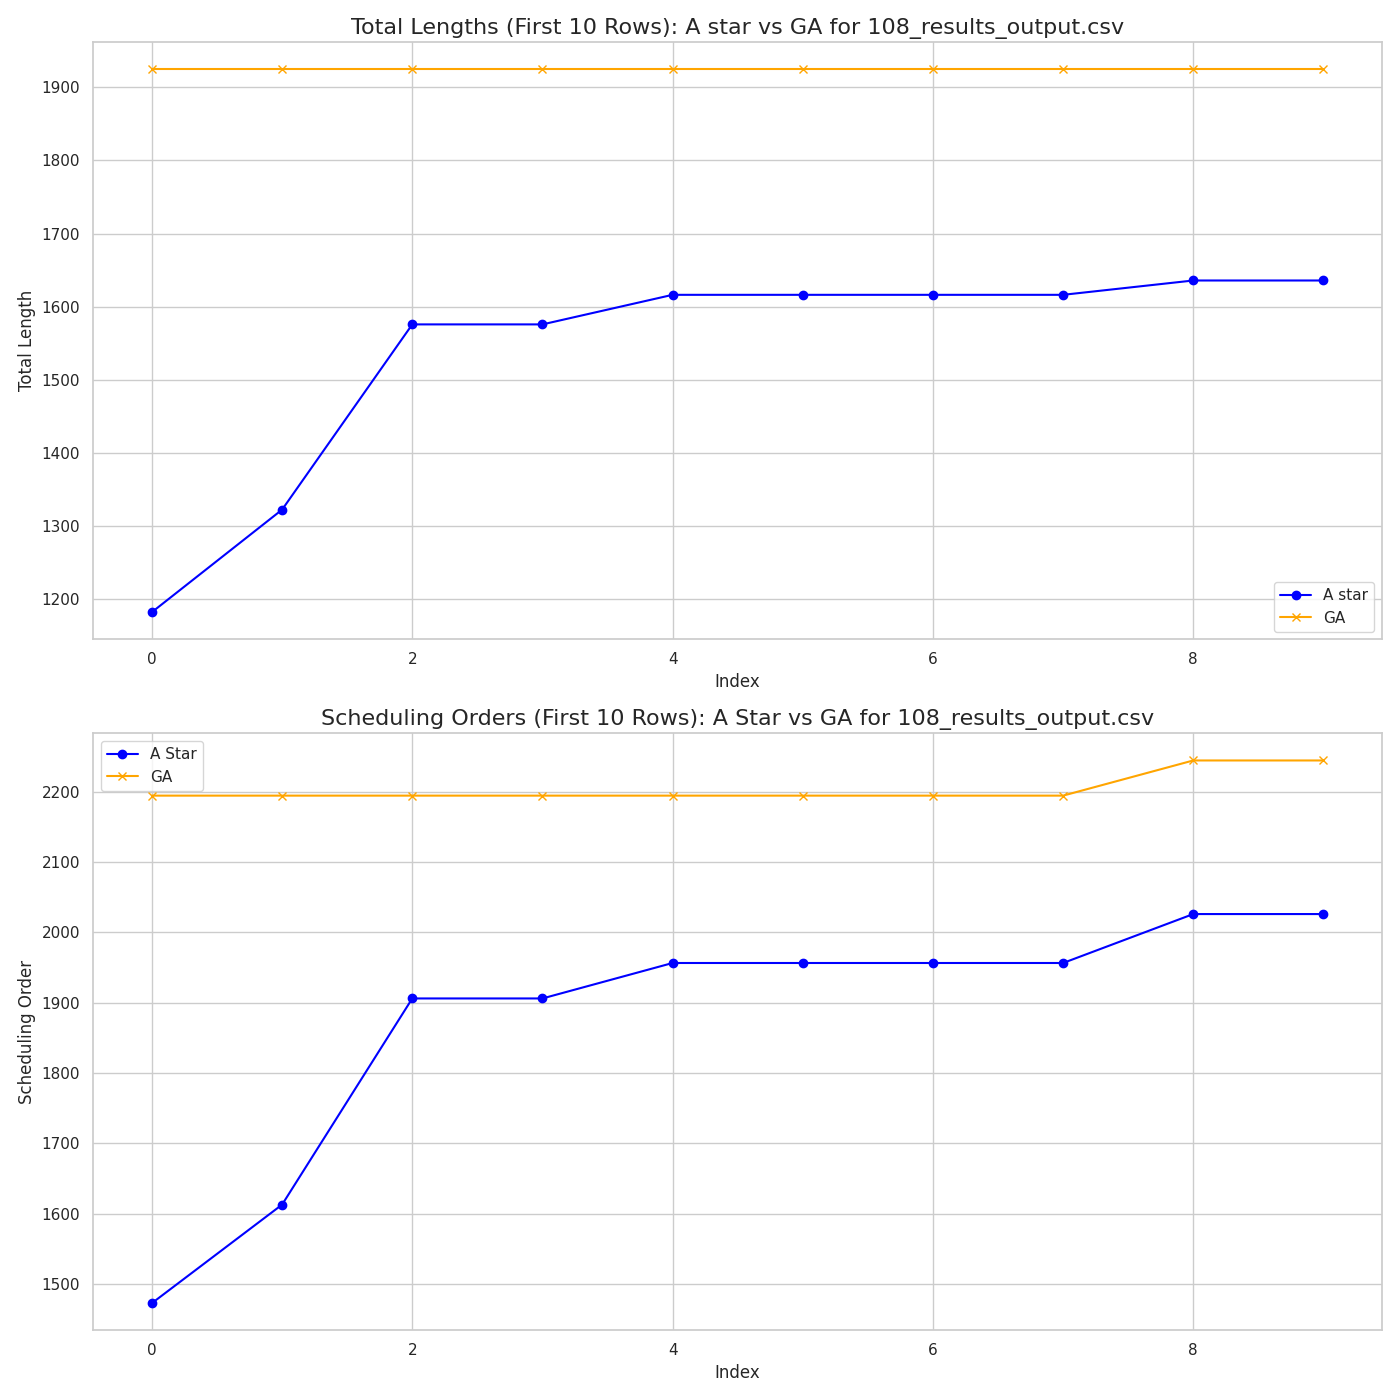 Total Lengths (First 10 Rows): A star vs GA for 108_results_output.csv
1900
1800
1700
1600
1500
1400
1300
1200
Total Length
A star
GA
0 2 4 6 8
Index
Scheduling Orders (First 10 Rows): A Star vs GA for 108_results_output.csv
A Star
GA
2200
2100
2000
1900
1800
1700
1600
1500
Scheduling Order
0 2 4 6 8
Index